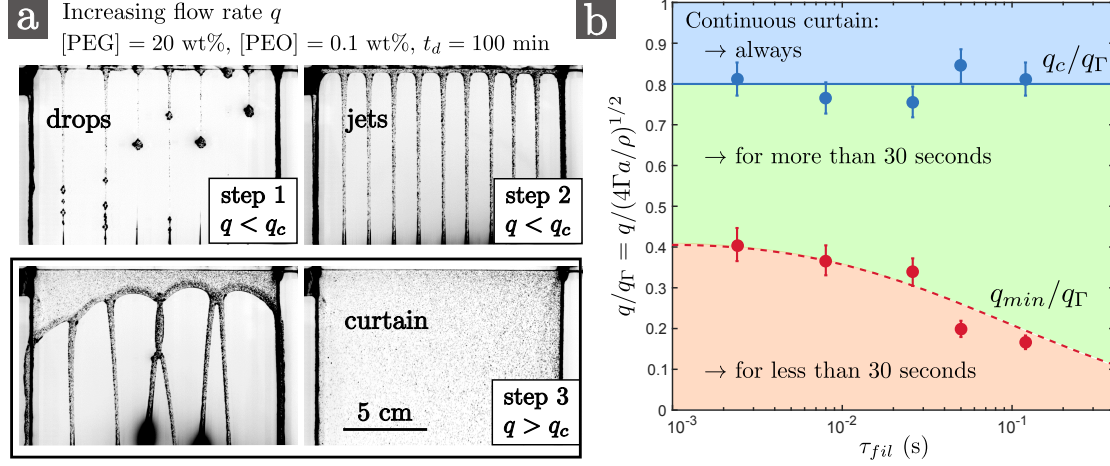 a
Increasing flow rate q
[PEG] = 20 wt%, [PEO] = 0.1 wt%, t_d = 100 min
drops
step 1
q < q_c
jets
step 2
q < q_c
curtain
5 cm
step 3
q > q_c
b
Continuous curtain:
→ always
q_c/q_Γ
→ for more than 30 seconds
q_min/q_Γ
→ for less than 30 seconds
q/q_Γ = q/(4Γa/ρ)^{1/2}
1
0.9
0.8
0.7
0.6
0.5
0.4
0.3
0.2
0.1
0
10^-3
10^-2
10^-1
τ_fil (s)